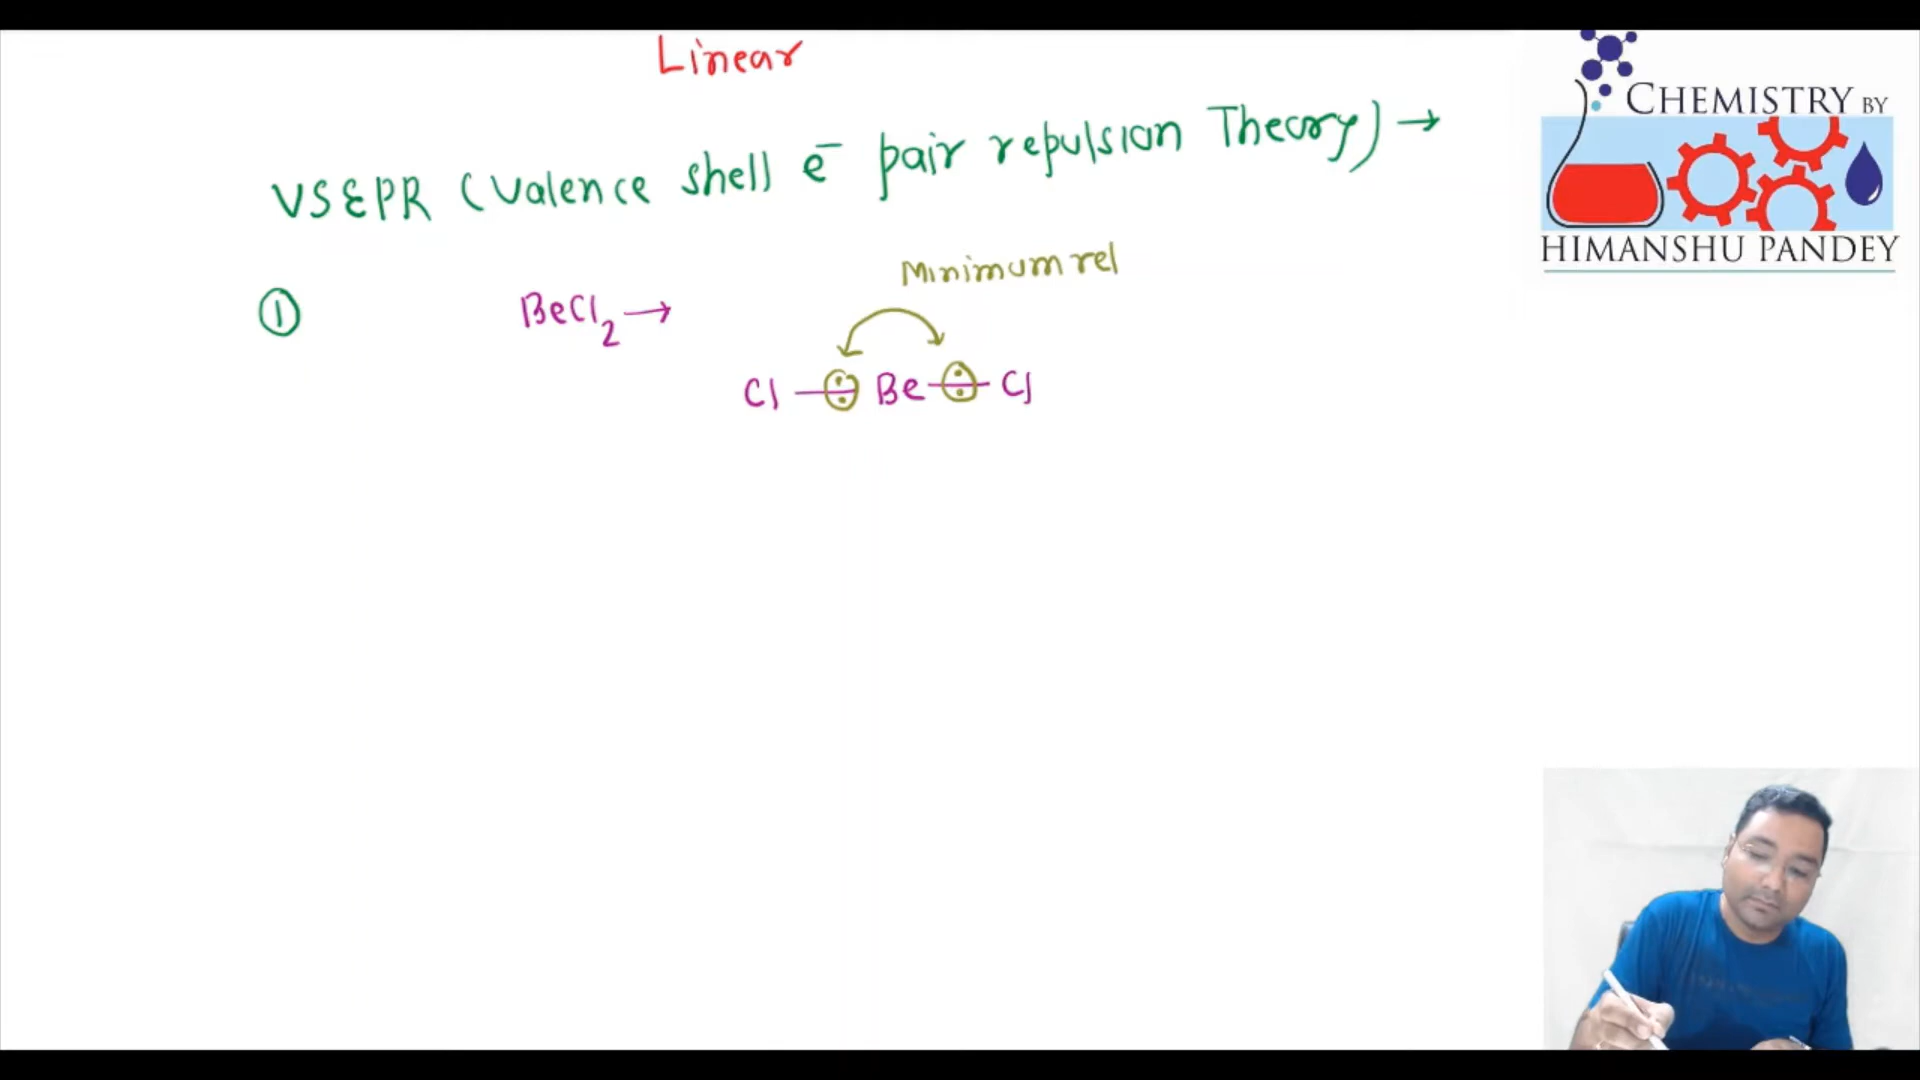 Linear
CHEMISTRY BY
VSEPR (Valence shell e⁻ pair repulsion Theory) →
HIMANSHU PANDEY
Minimum rel
① BeCl₂ →
Cl — : Be — : Cl